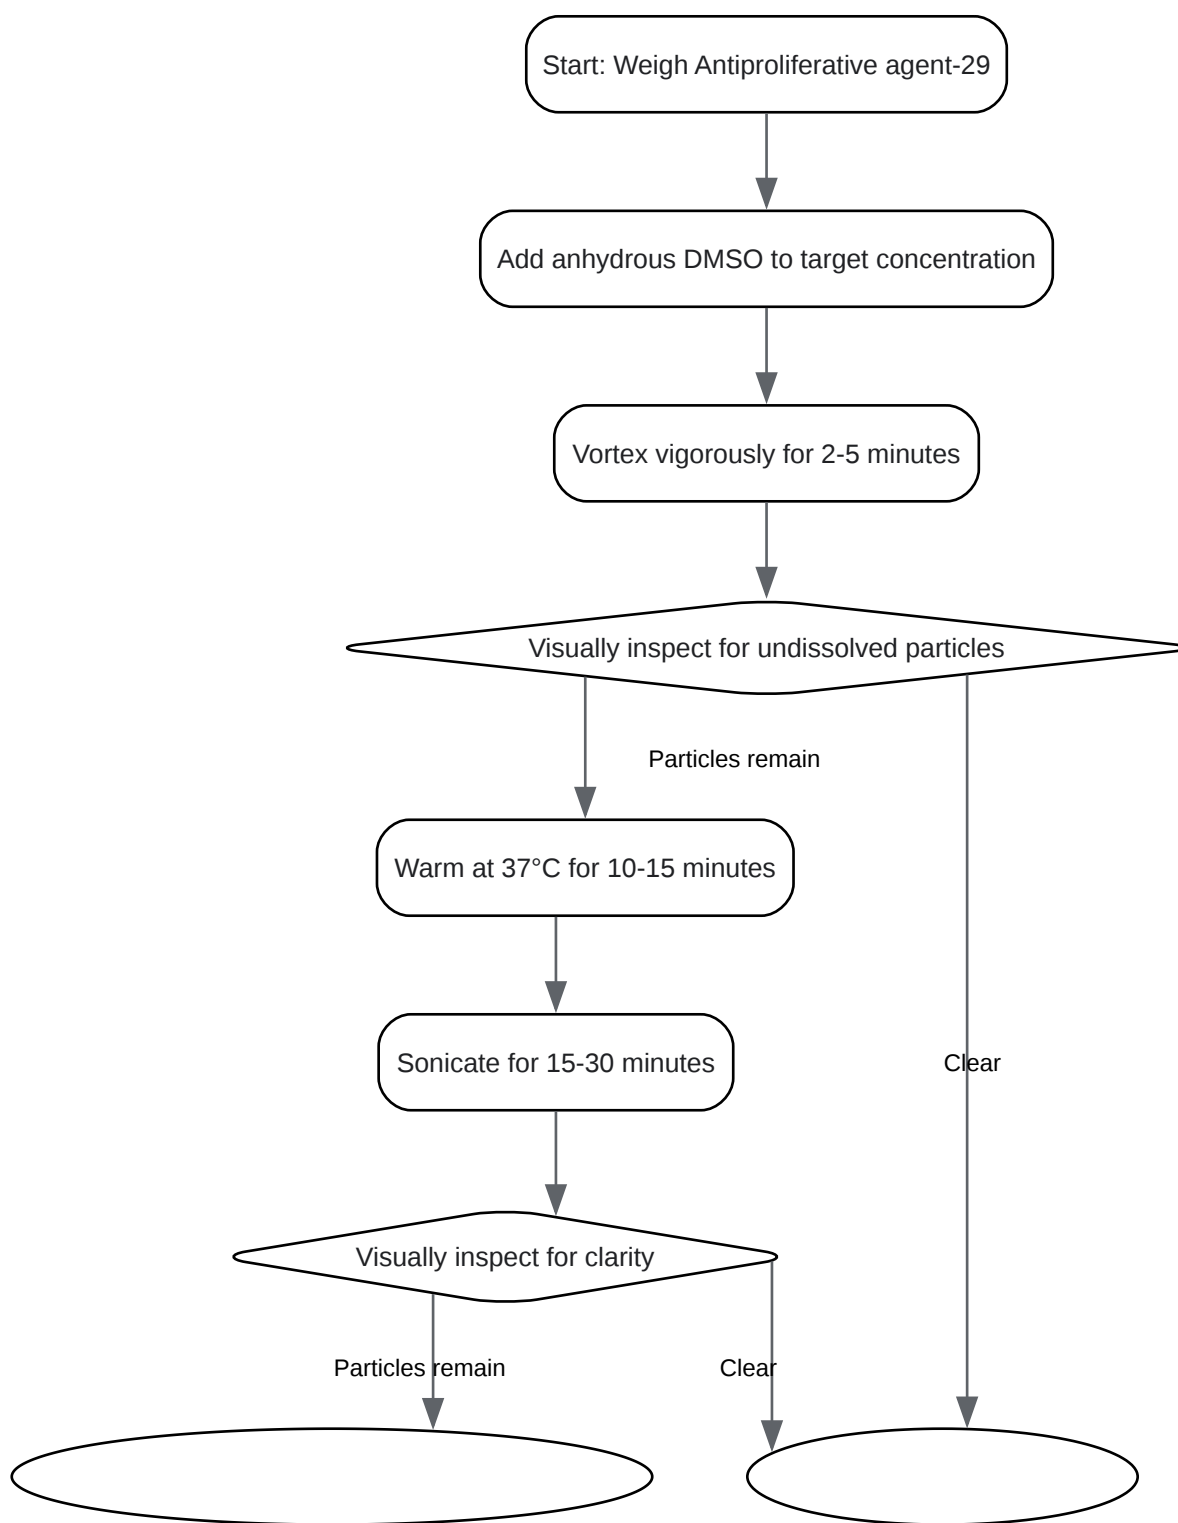 Start: Weigh Antiproliferative agent-29
Add anhydrous DMSO to target concentration
Vortex vigorously for 2-5 minutes
Visually inspect for undissolved particles
Particles remain
Warm at 37°C for 10-15 minutes
Sonicate for 15-30 minutes
Clear
Visually inspect for clarity
Particles remain
Clear